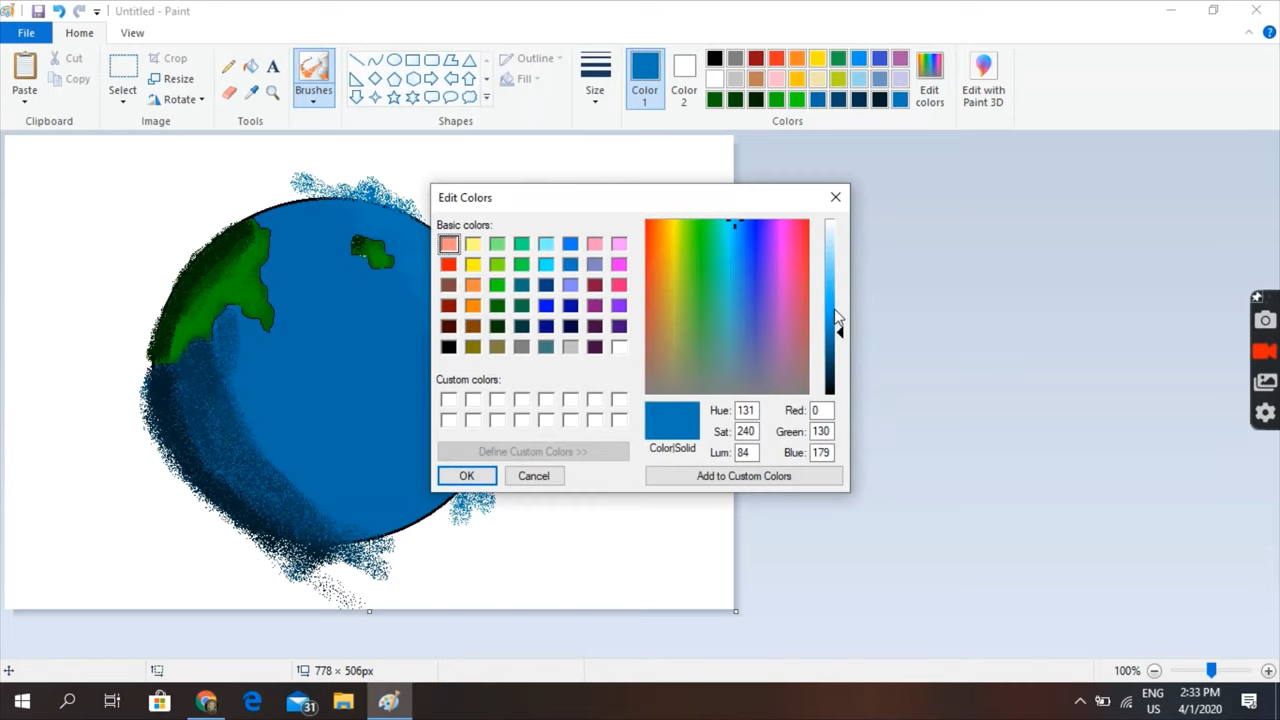 Untitled - Paint
File
Home
View
Paste
Cut
Copy
Clipboard
Select
Crop
Resize
Rotate
Image
A
Tools
Brushes
Shapes
Outline
Fill
Size
Color 1
Color 2
Colors
Edit colors
Edit with Paint 3D
Edit Colors
Basic colors:
Custom colors:
Define Custom Colors >>
OK
Cancel
Hue: 131
Sat: 240
Lum: 84
Red: 0
Green: 130
Blue: 179
Color|Solid
Add to Custom Colors
778 × 506px
100%
31
ENG
US
2:33 PM
4/1/2020